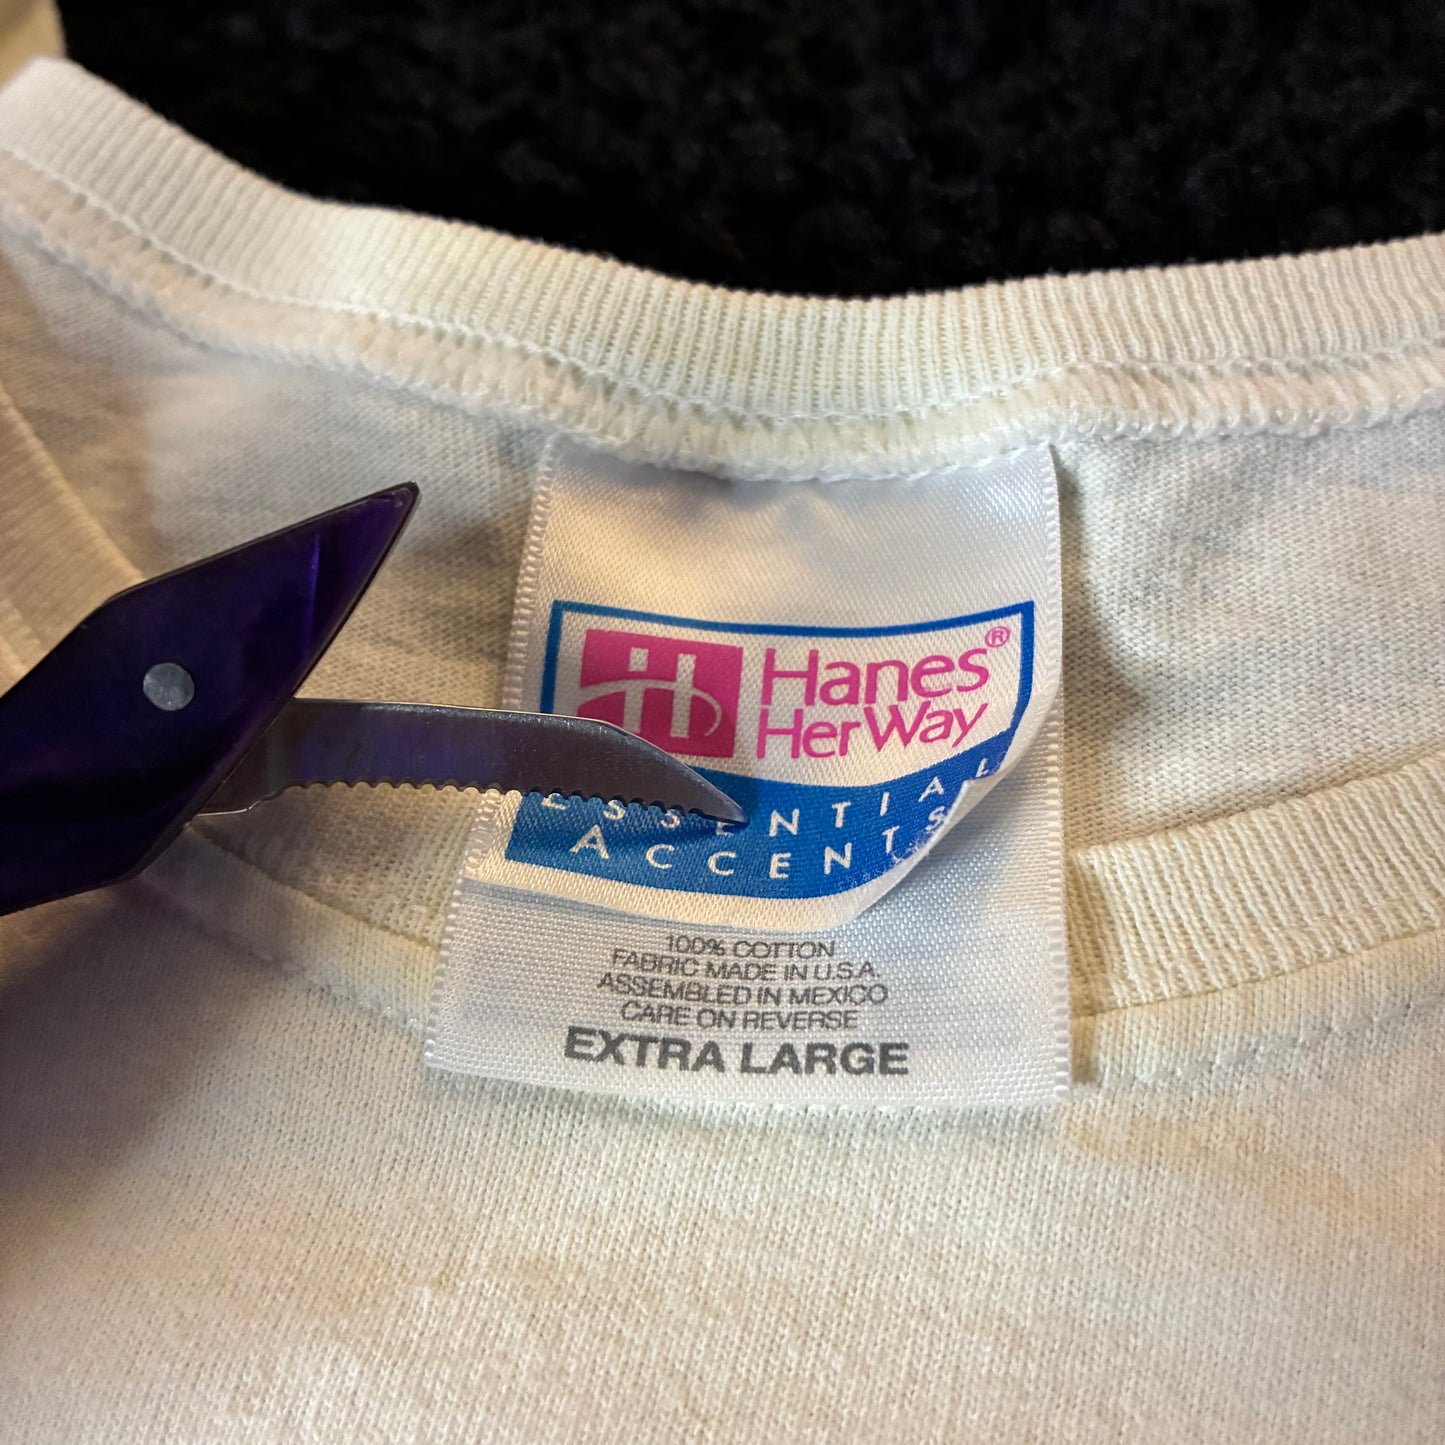 Hanes®
HerWay
ESSENTIAL
ACCENTS
100% COTTON
FABRIC MADE IN U.S.A.
ASSEMBLED IN MEXICO
CARE ON REVERSE
EXTRA LARGE